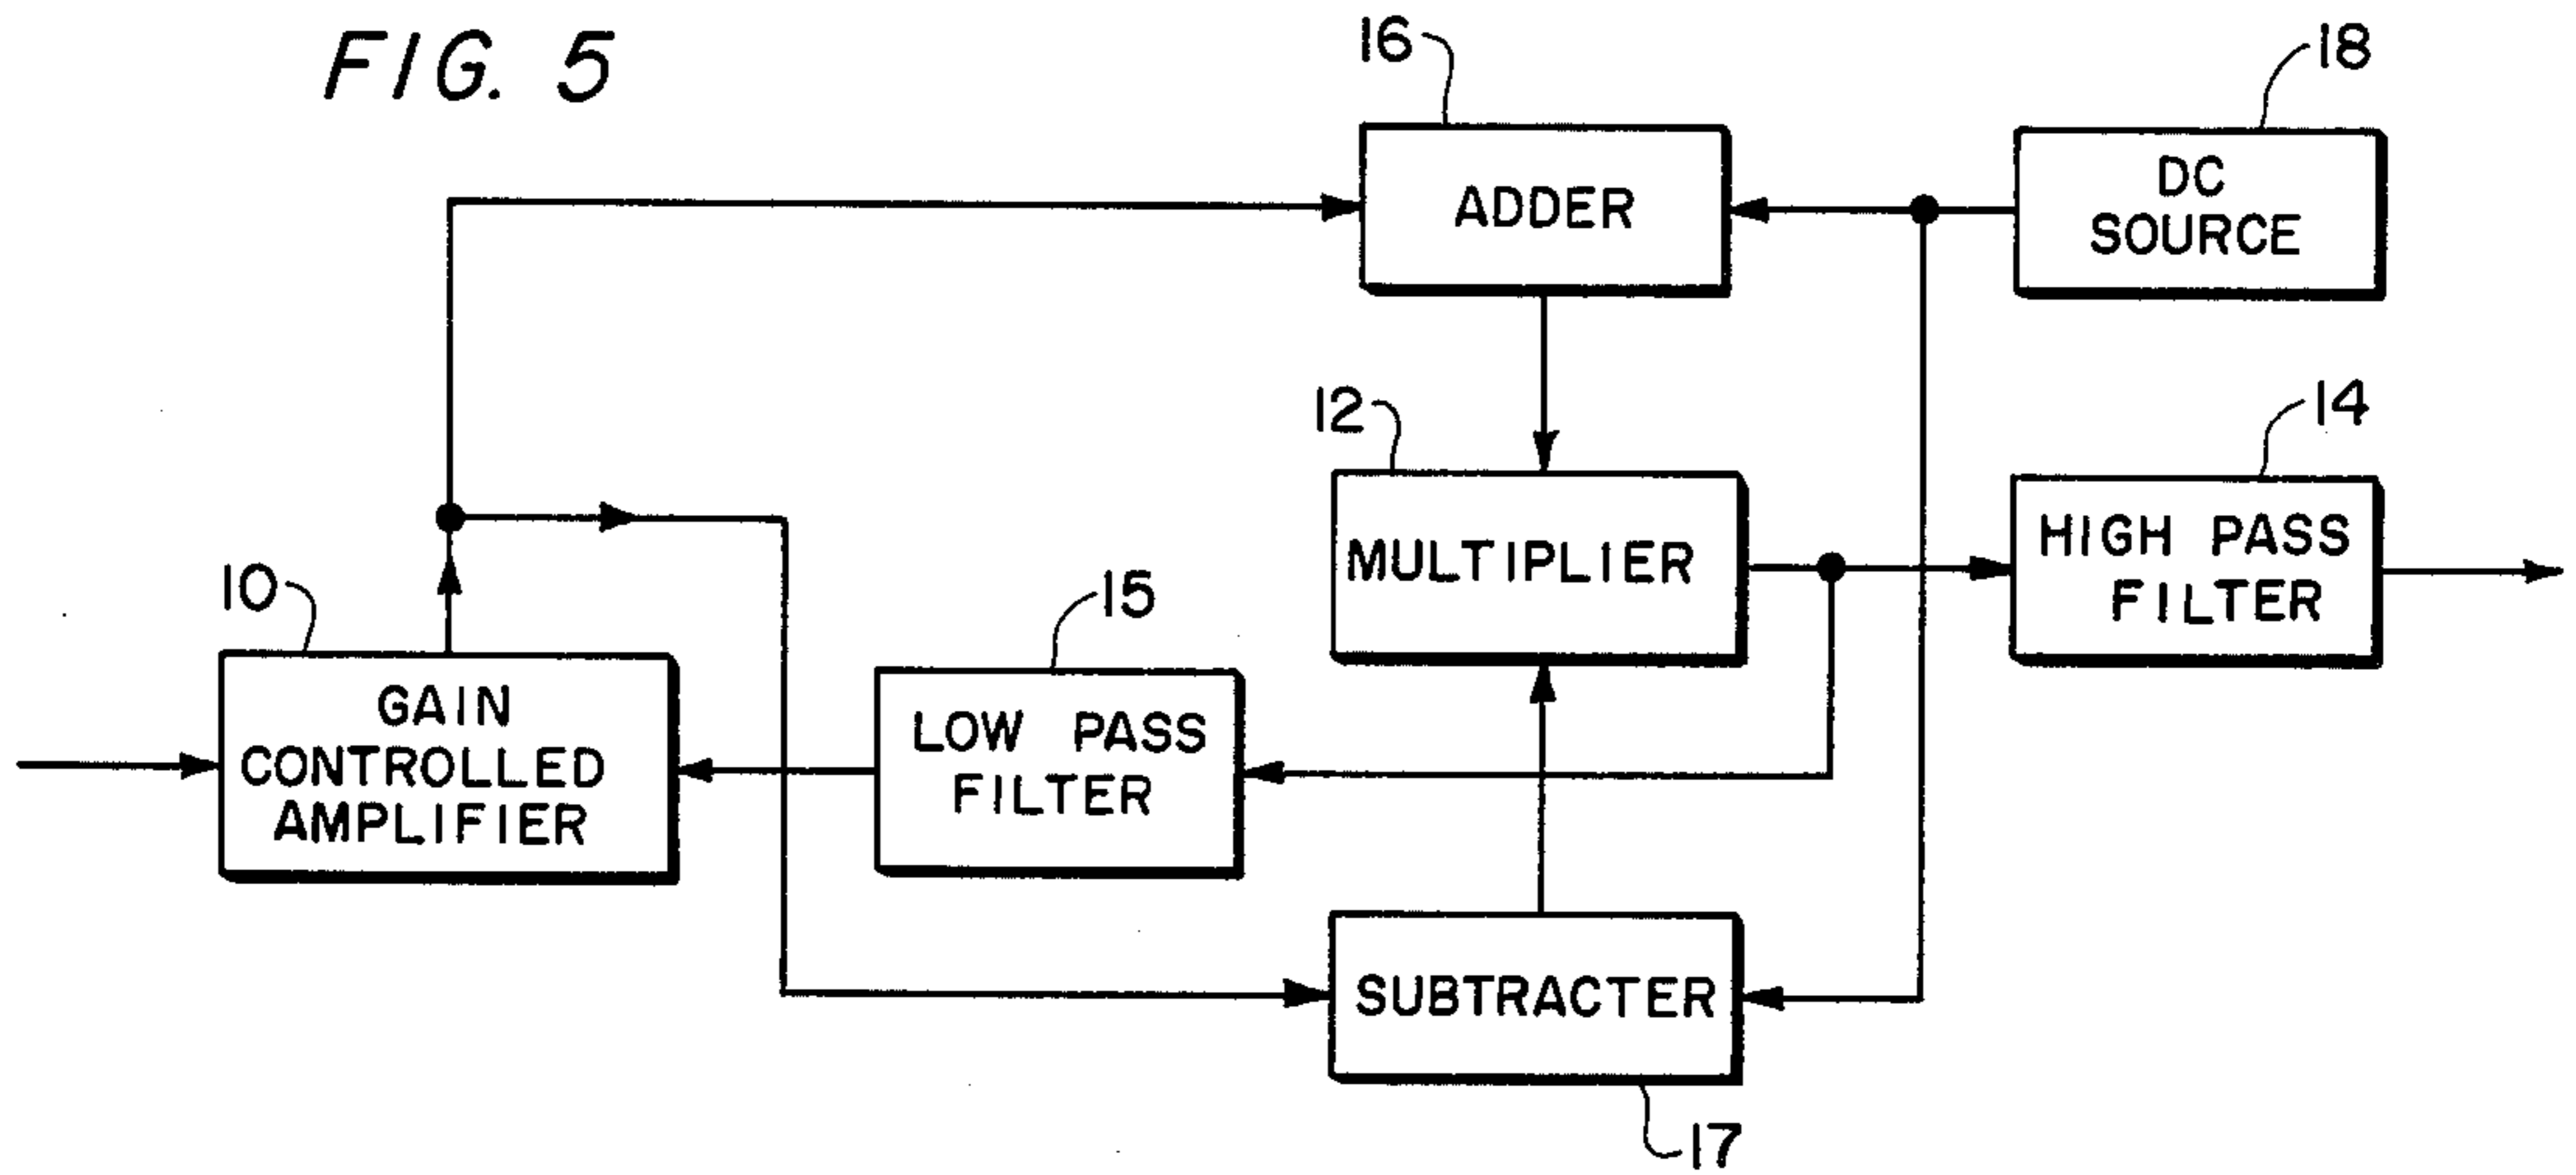 FIG. 5
16
18
ADDER
DC
SOURCE
12
14
MULTIPLIER
HIGH PASS
FILTER
10
15
GAIN
CONTROLLED
AMPLIFIER
LOW PASS
FILTER
SUBTRACTER
17